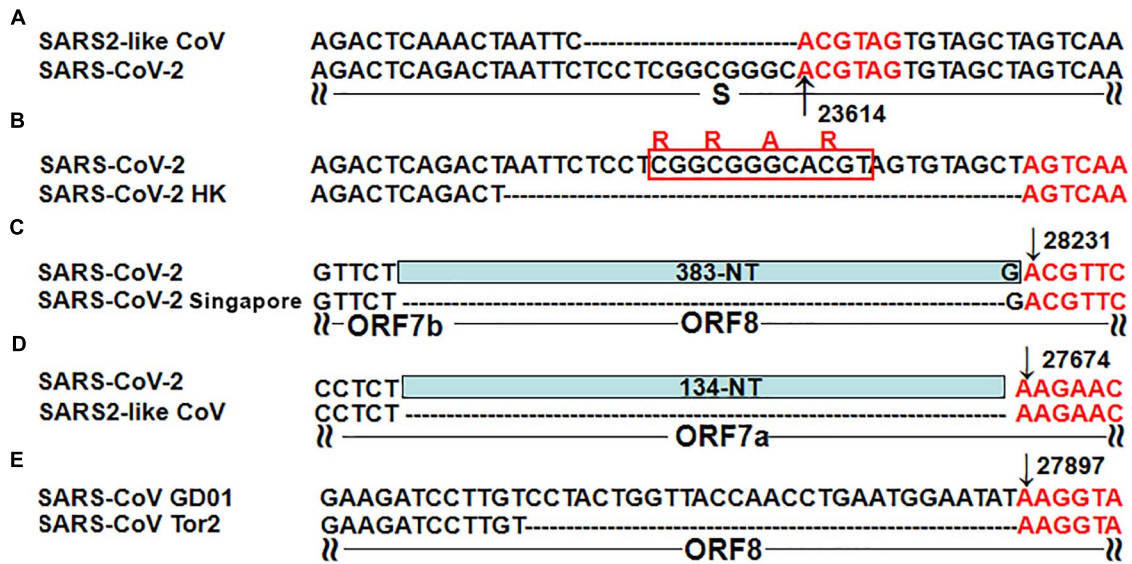 A
SARS2-like CoV AGACTCAAACTAATTC------------------------ACGTAGTGTAGCTAGTCAA
SARS-CoV-2 AGACTCAGACTAATTCTCCTCGGCGGGCACGTAGTGTAGCTAGTCAA
S
23614
B
R R A R
SARS-CoV-2 AGACTCAGACTAATTCTCCTCGGCGGGCACGTAGTGTAGCTAGTCAA
SARS-CoV-2 HK AGACTCAGACT----------------------------------------------------------AGTCAA
C
28231
SARS-CoV-2 GTTCT 383-NT GACGTTC
SARS-CoV-2 Singapore GTTCT--------------------------------------------------------------------GACGTTC
ORF7b ORF8
D
27674
SARS-CoV-2 CCTCT 134-NT AAGAAC
SARS2-like CoV CCTCT--------------------------------------------------------------------AAGAAC
ORF7a
E
27897
SARS-CoV GD01 GAAGATCCTTGTCCTACTGGTTACCAACCTGAATGGAATATAAGGTA
SARS-CoV Tor2 GAAGATCCTTGT-------------------------------------------------------AAGGTA
ORF8